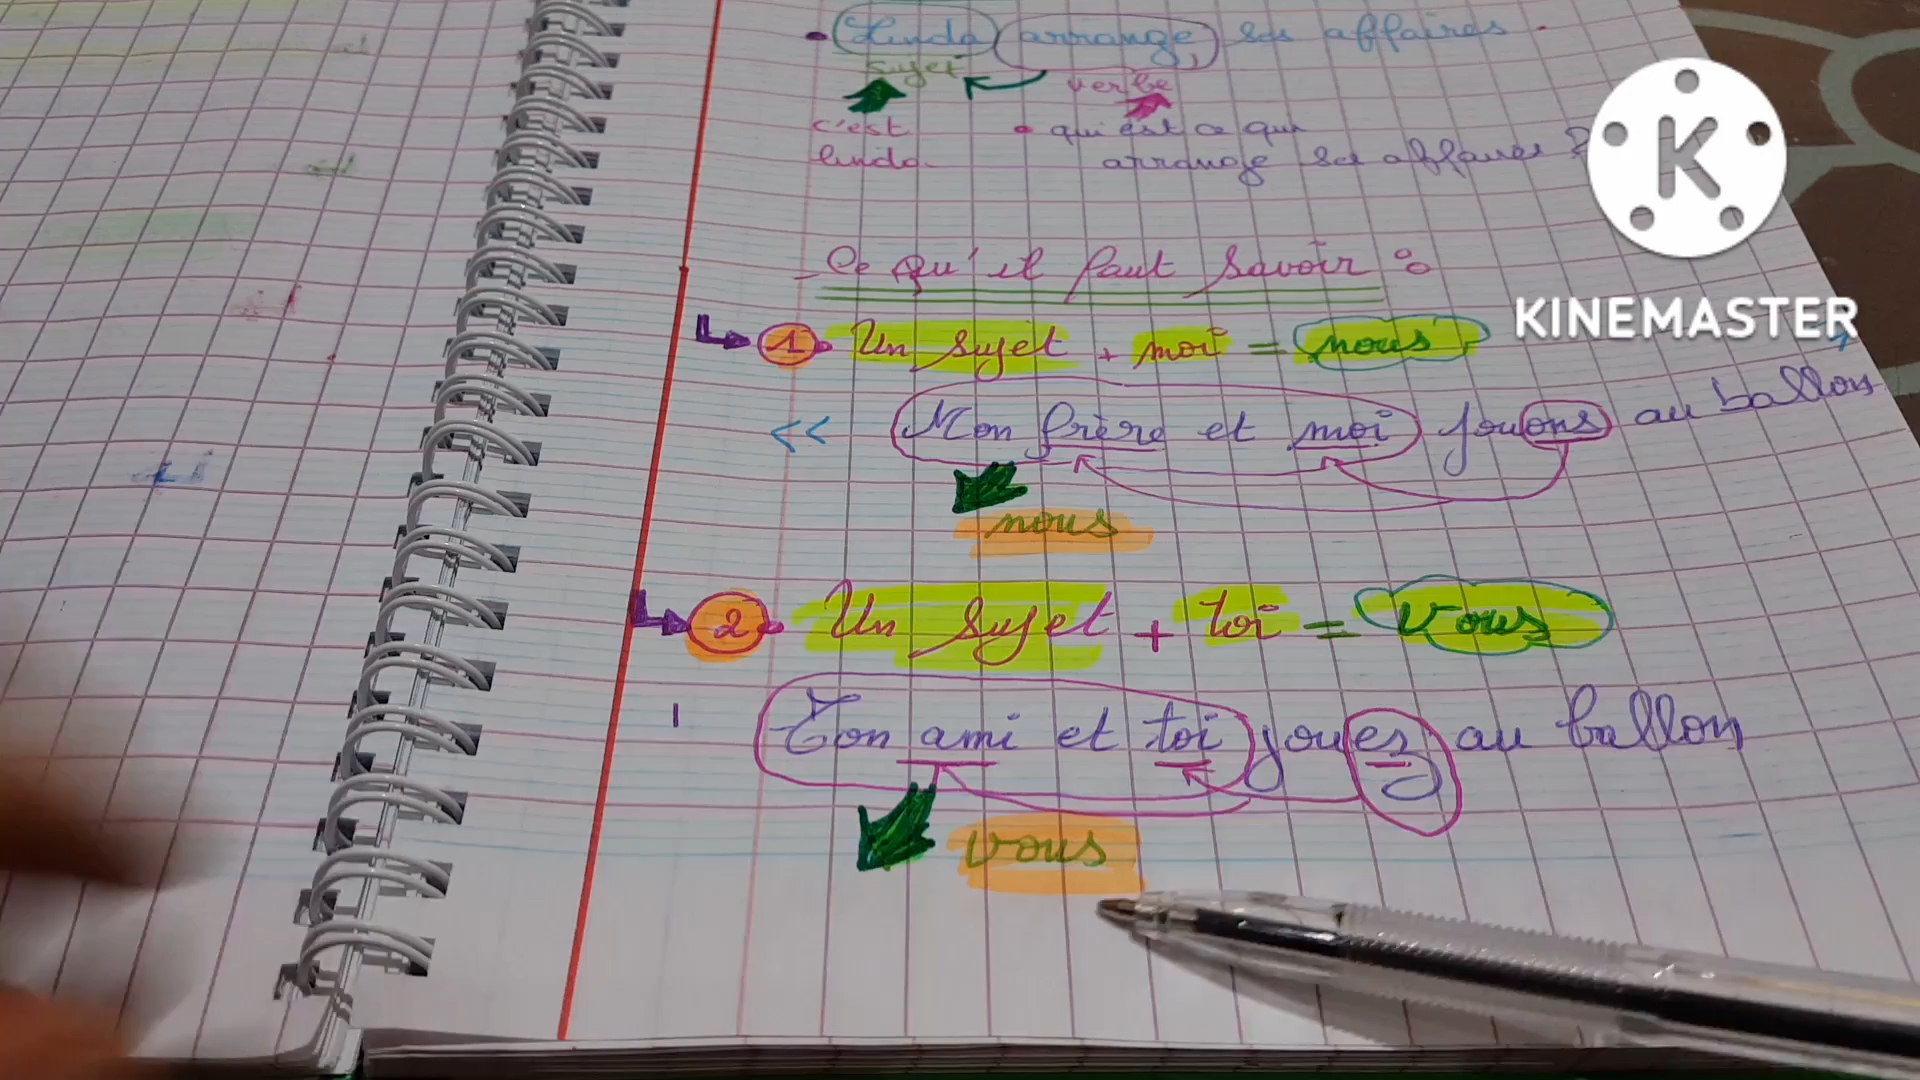 • Linda arrange ses affaires.
sujet verbe
c'est • qui est ce qui
linda. arrange ses affaires ?
K
KINEMASTER
- Ce qu'il faut savoir :
1. Un sujet + moi = nous
<< Mon frère et moi jouons au ballon
nous
2. Un sujet + toi = Vous
Ton ami et toi jouez au ballon
vous